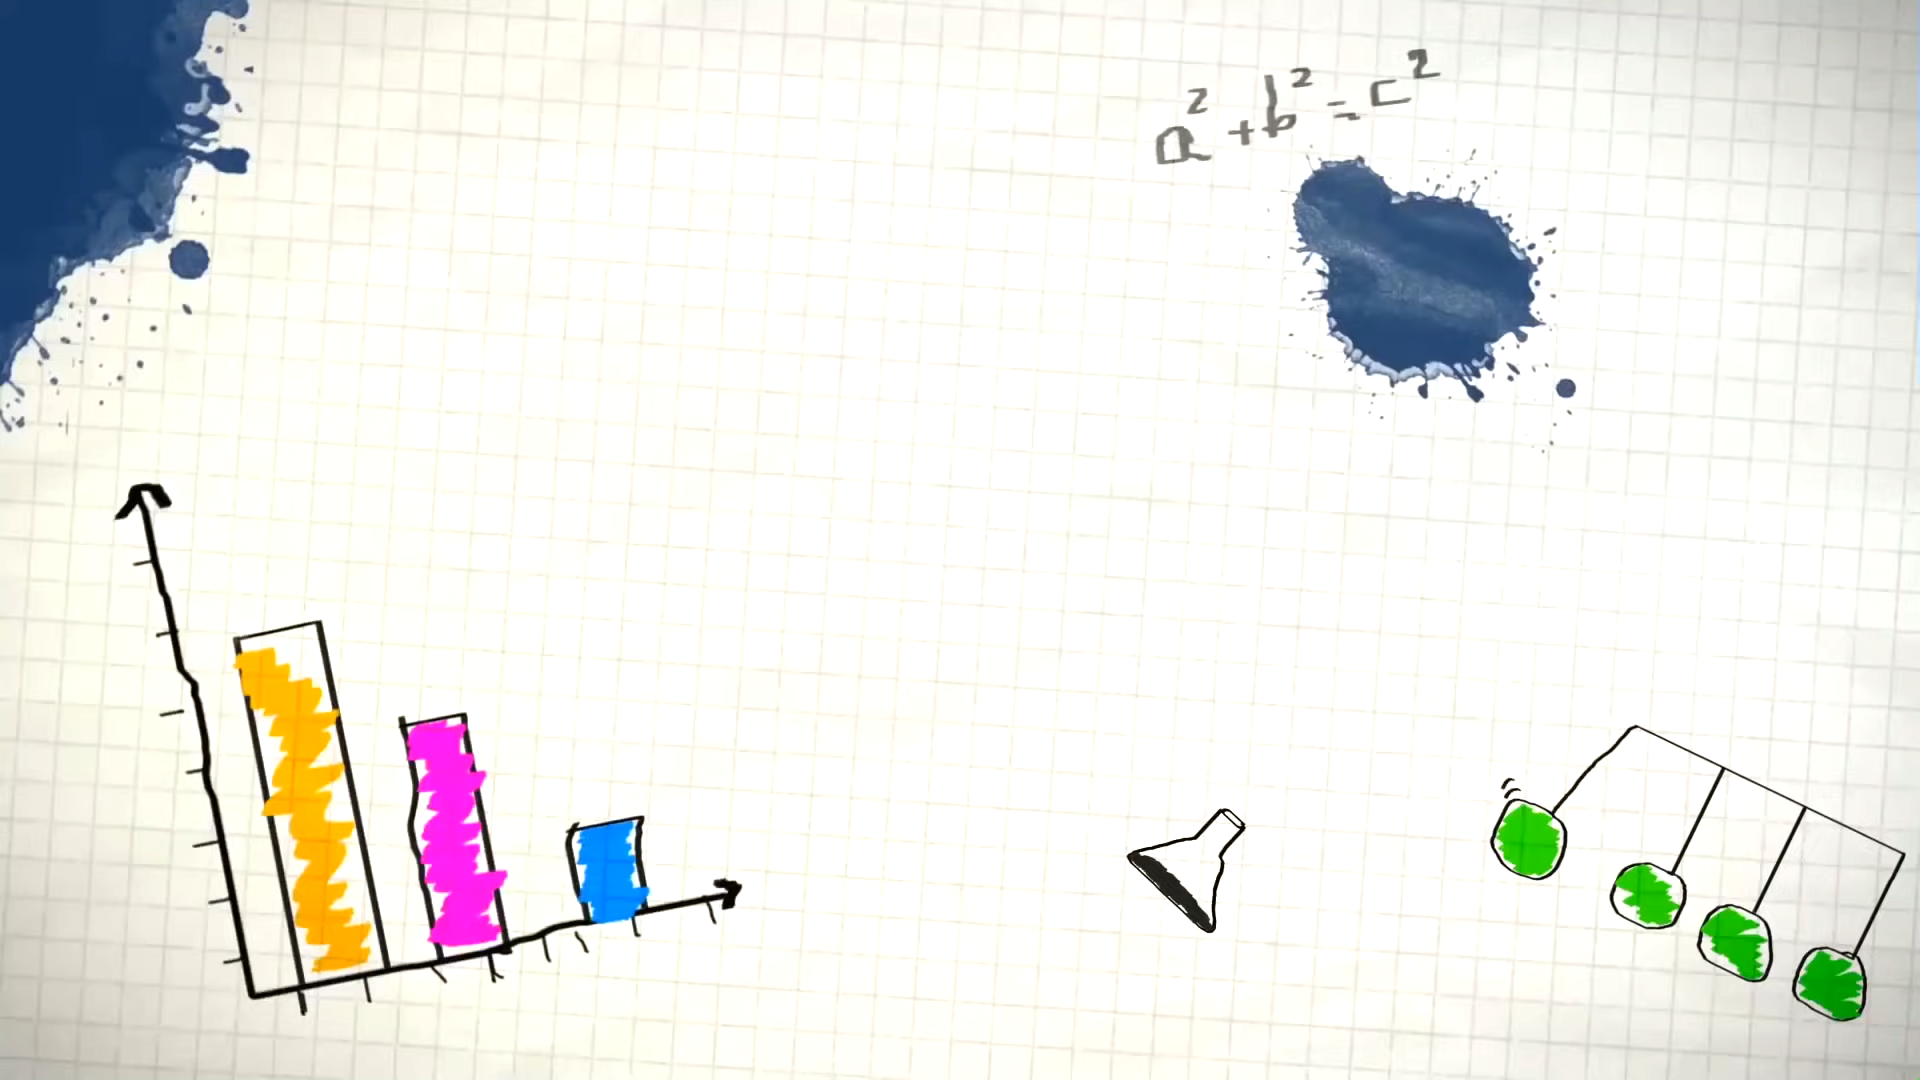 a² + b² = c²